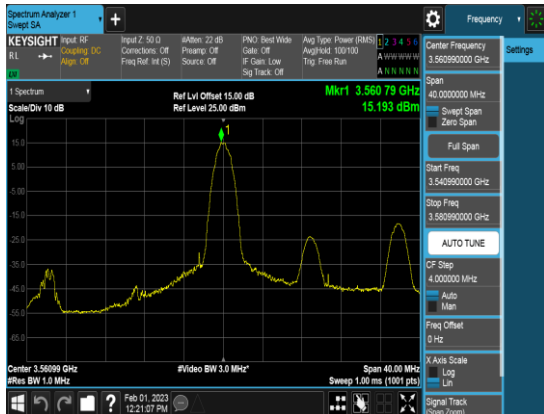 Spectrum Analyzer 1
Swept SA
Frequency
KEYSIGHT
RL
Input: RF
Coupling: DC
Align: Off
Input Z: 50 Ω
Corrections: Off
Freq Ref: Int (S)
#Atten: 22 dB
Preamp: Off
Source: Off
PNO: Best Wide
Gate: Off
IF Gain: Low
Sig Track: Off
Avg Type: Power (RMS)
Avg|Hold: 100/100
Trig: Free Run
1 2 3 4 5 6
A W W W W W
A N N N N N
1 Spectrum
Scale/Div 10 dB
Ref Lvl Offset 15.00 dB
Ref Level 25.00 dBm
Mkr1 3.560 79 GHz
15.193 dBm
Log
1
15.0
5.00
-5.00
-15.0
-25.0
-35.0
-45.0
-55.0
-65.0
Center 3.56099 GHz
#Res BW 1.0 MHz
#Video BW 3.0 MHz*
Span 40.00 MHz
Sweep 1.00 ms (1001 pts)
Feb 01, 2023
12:21:07 PM
Center Frequency
3.560990000 GHz
Settings
Span
40.0000000 MHz
Swept Span
Zero Span
Full Span
Start Freq
3.540990000 GHz
Stop Freq
3.580990000 GHz
AUTO TUNE
CF Step
4.000000 MHz
Auto
Man
Freq Offset
0 Hz
X Axis Scale
Log
Lin
Signal Track
(Span Zoom)